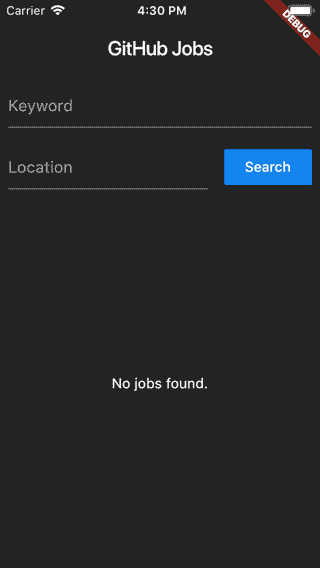 Carrier 4:30 PM
DEBUG
GitHub Jobs
Keyword
Location Search
No jobs found.